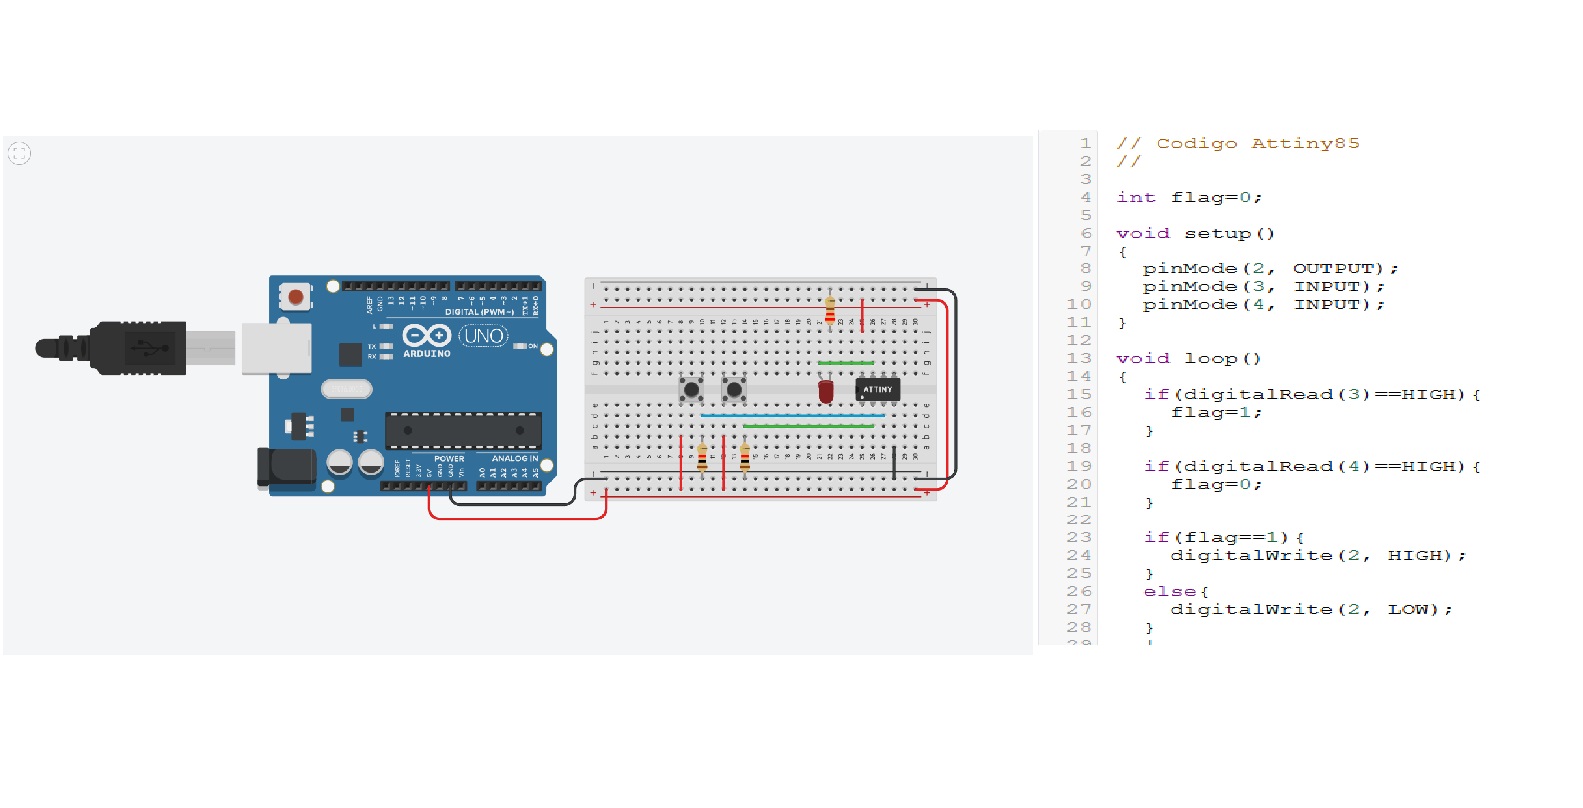 AREF
GND
13
12
~11
~10
~9
8
7
~6
~5
4
~3
2
TX→1
RX←0
DIGITAL (PWM~)
L
TX
RX
UNO
ARDUINO
ON
IOREF
RESET
3.3V
5V
GND
GND
Vin
POWER
ANALOG IN
A0
A1
A2
A3
A4
A5
ATTINY
1 // Codigo Attiny85
2 //
3
4 int flag=0;
5
6 void setup()
7 {
8 pinMode(2, OUTPUT);
9 pinMode(3, INPUT);
10 pinMode(4, INPUT);
11 }
12
13 void loop()
14 {
15 if(digitalRead(3)==HIGH){
16 flag=1;
17 }
18
19 if(digitalRead(4)==HIGH){
20 flag=0;
21 }
22
23 if(flag==1){
24 digitalWrite(2, HIGH);
25 }
26 else{
27 digitalWrite(2, LOW);
28 }